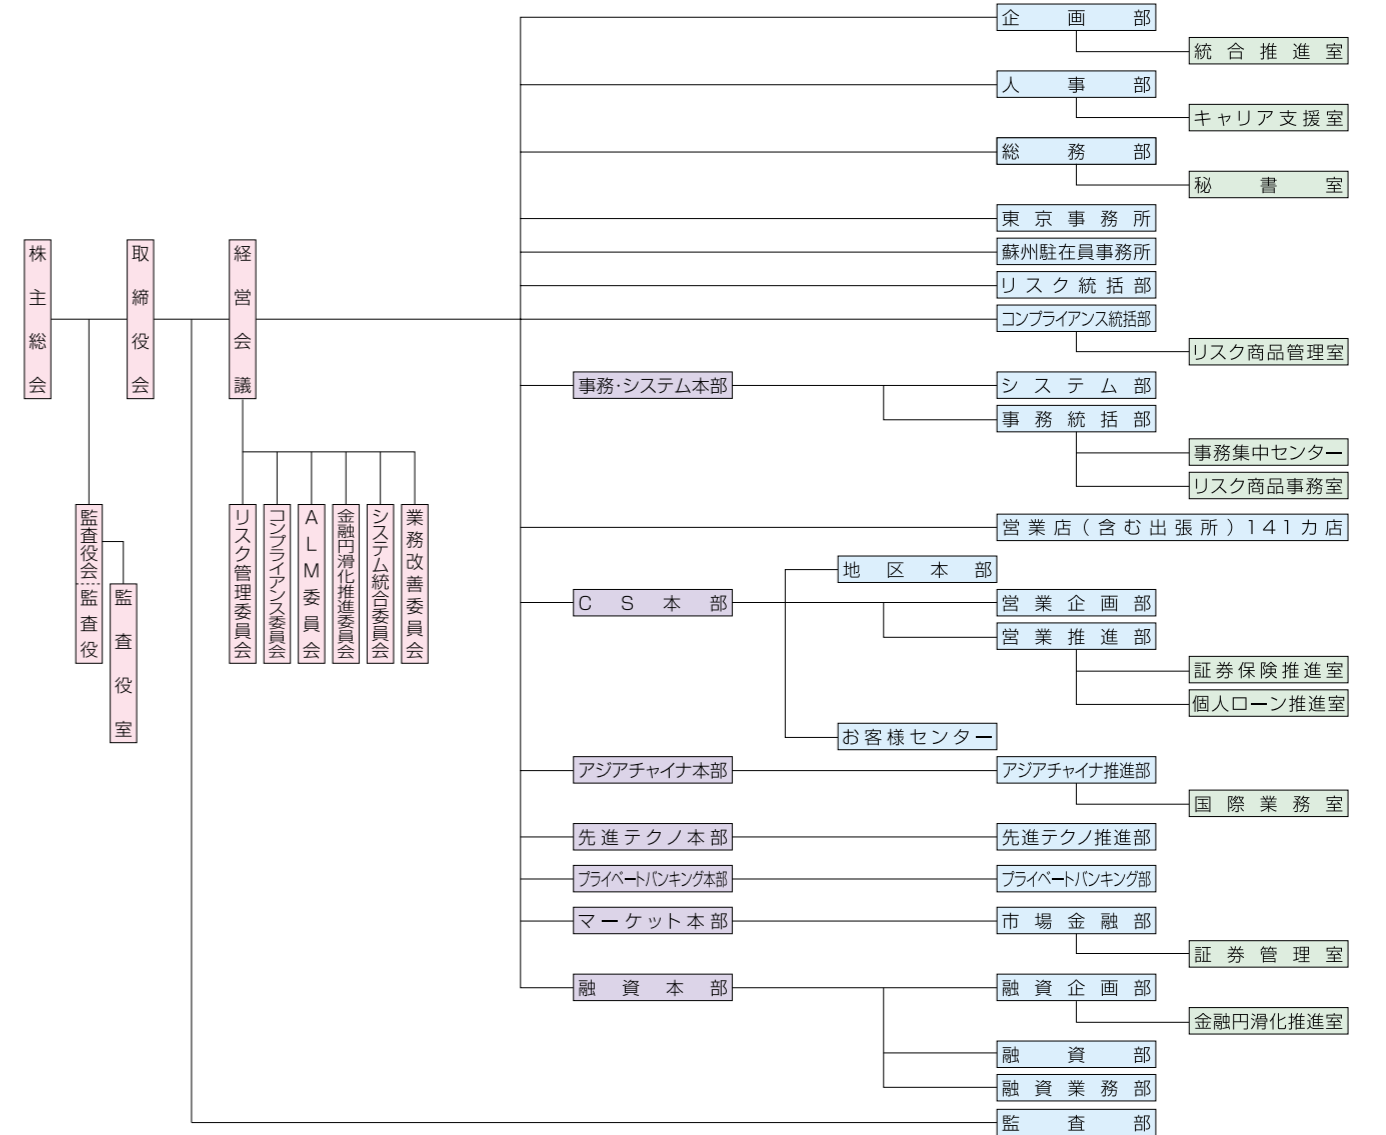 株主総会
取締役会
経営会議
監査役会
監査役
監査役室
リスク管理委員会
コンプライアンス委員会
ALM委員会
金融円滑化推進委員会
システム統合委員会
業務改善委員会
企画部
統合推進室
人事部
キャリア支援室
総務部
秘書室
東京事務所
蘇州駐在員事務所
リスク統括部
コンプライアンス統括部
リスク商品管理室
事務・システム本部
システム部
事務統括部
事務集中センター
リスク商品事務室
営業店(含む出張所)141カ店
地区本部
CS本部
営業企画部
営業推進部
証券保険推進室
個人ローン推進室
お客様センター
アジアチャイナ本部
アジアチャイナ推進部
国際業務室
先進テクノ本部
先進テクノ推進部
プライベートバンキング本部
プライベートバンキング部
マーケット本部
市場金融部
証券管理室
融資本部
融資企画部
金融円滑化推進室
融資部
融資業務部
監査部